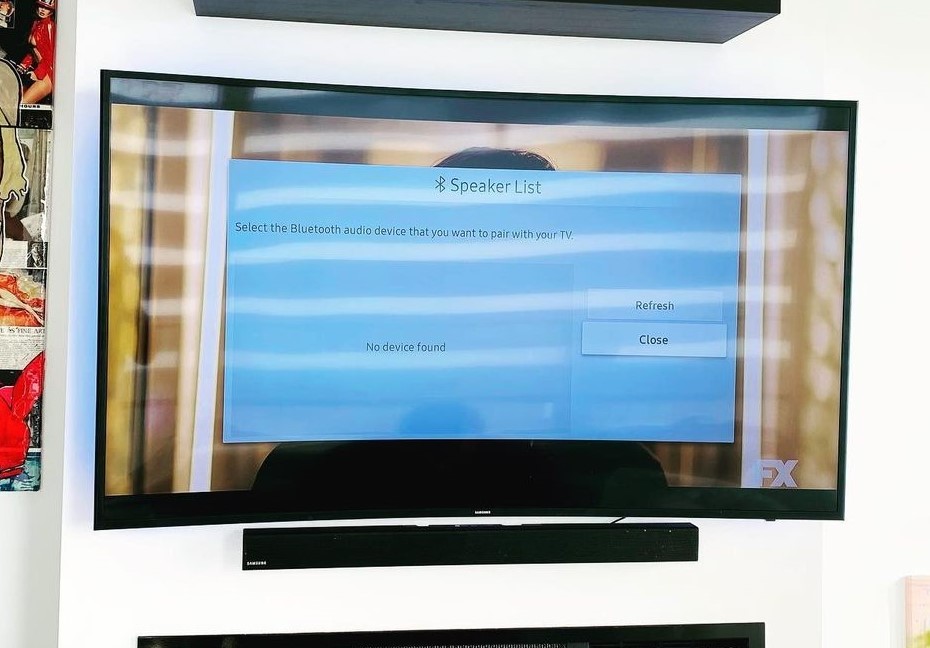 Speaker List
Select the Bluetooth audio device that you want to pair with your TV.
Refresh
Close
No device found
FX
SAMSUNG
SAMSUNG